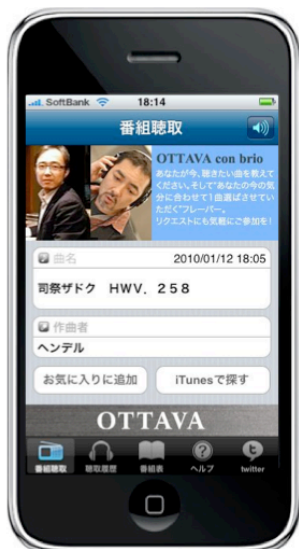 SoftBank 18:14
番組聴取
OTTAVA con brio
あなたが今、聴きたい曲を教えて
ください。そして"あなたの今の気
分に合わせて1曲選ばさせてい
ただく"フレーバー。
リクエストにも気軽にご参加を!
曲名 2010/01/12 18:05
司祭ザドク HWV. 258
作曲者
ヘンデル
お気に入りに追加 iTunesで探す
OTTAVA
番組聴取 聴取履歴 番組表 ヘルプ twitter